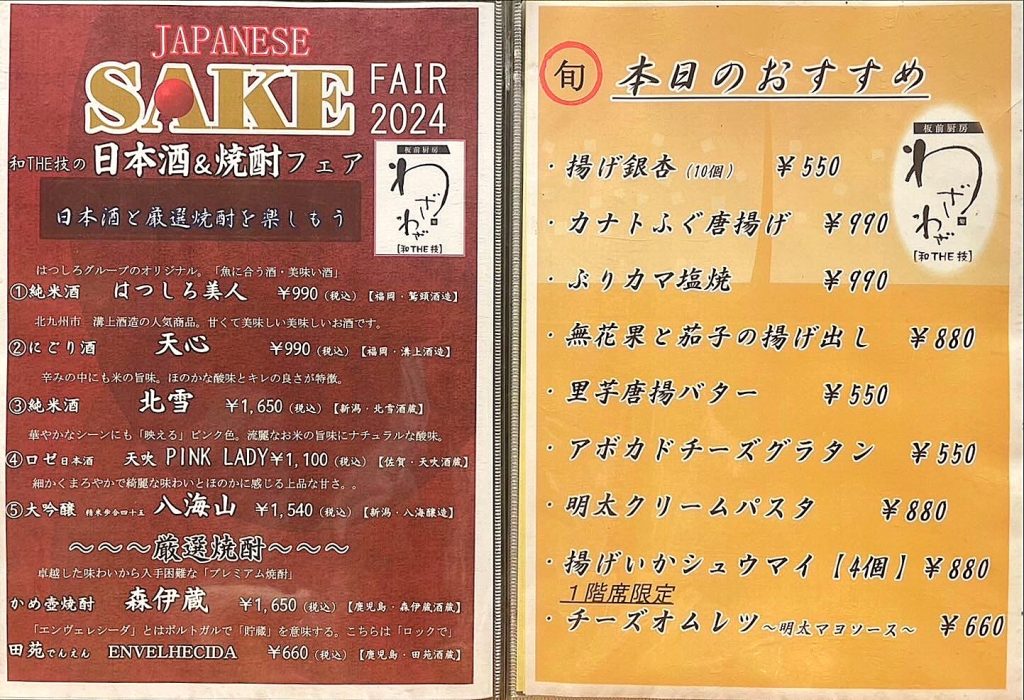 JAPANESE
SAKE FAIR
2024
和THE技の 日本酒&焼酎フェア
板前厨房
わざわざ
【和THE技】
日本酒と厳選焼酎を楽しもう
はつしろグループのオリジナル。「魚に合う酒・美味い酒」
①純米酒 はつしろ美人 ¥990(税込)【福岡・鷲頭酒造】
北九州市 溝上酒造の人気商品。甘くて美味しい美味しいお酒です。
②にごり酒 天心 ¥990(税込)【福岡・溝上酒造】
辛みの中にも米の旨味。ほのかな酸味とキレの良さが特徴。
③純米酒 北雪 ¥1,650(税込)【新潟・北雪酒蔵】
華やかなシーンにも「映える」ピンク色。流麗なお米の旨味にナチュラルな酸味。
④ロゼ日本酒 天吹 PINK LADY¥1,100(税込)【佐賀・天吹酒蔵】
細かくまろやかで綺麗な味わいとほのかに感じる上品な甘さ。。
⑤大吟醸 精米歩合四十五 八海山 ¥1,540(税込)【新潟・八海醸造】
~~~厳選焼酎~~~
卓越した味わいから入手困難な「プレミアム焼酎」
かめ壺焼酎 森伊蔵 ¥1,650(税込)【鹿児島・森伊蔵酒蔵】
「エンヴェレシーダ」とはポルトガルで「貯蔵」を意味する。こちらは「ロックで」
田苑でんえん ENVELHECIDA ¥660(税込)【鹿児島・田苑酒蔵】
旬 本日のおすすめ
板前厨房
わざわざ
【和THE技】
・揚げ銀杏(10個) ¥550
・カナトふぐ唐揚げ ¥990
・ぶりカマ塩焼 ¥990
・無花果と茄子の揚げ出し ¥880
・里芋唐揚バター ¥550
・アボカドチーズグラタン ¥550
・明太クリームパスタ ¥880
・揚げいかシュウマイ【4個】¥880
1階席限定
・チーズオムレツ~明太マヨソース~ ¥660